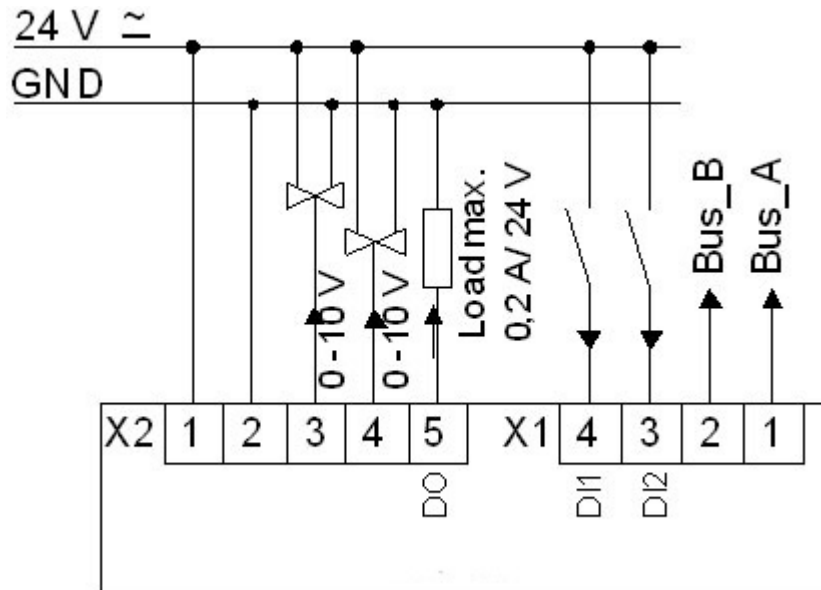 24 V ≃
GND
0 - 10 V
0 - 10 V
Load max.
0,2 A/ 24 V
Bus_B
Bus_A
X2 1 2 3 4 5 X1 4 3 2 1
DO
DI1
DI2